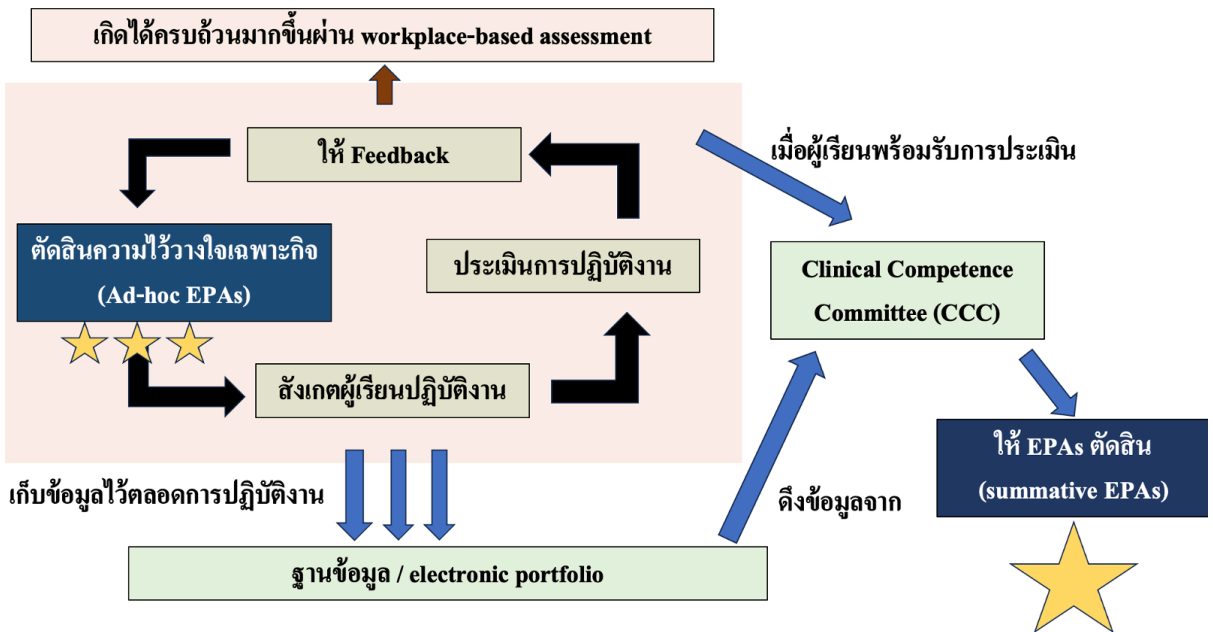 เกิดได้ครบถ้วนมากขึ้นผ่าน workplace-based assessment
ให้ Feedback
เมื่อผู้เรียนพร้อมรับการประเมิน
ตัดสินความไว้วางใจเฉพาะกิจ
(Ad-hoc EPAs)
ประเมินการปฏิบัติงาน
Clinical Competence
Committee (CCC)
สังเกตผู้เรียนปฏิบัติงาน
ให้ EPAs ตัดสิน
(summative EPAs)
เก็บข้อมูลไว้ตลอดการปฏิบัติงาน
ดึงข้อมูลจาก
ฐานข้อมูล / electronic portfolio